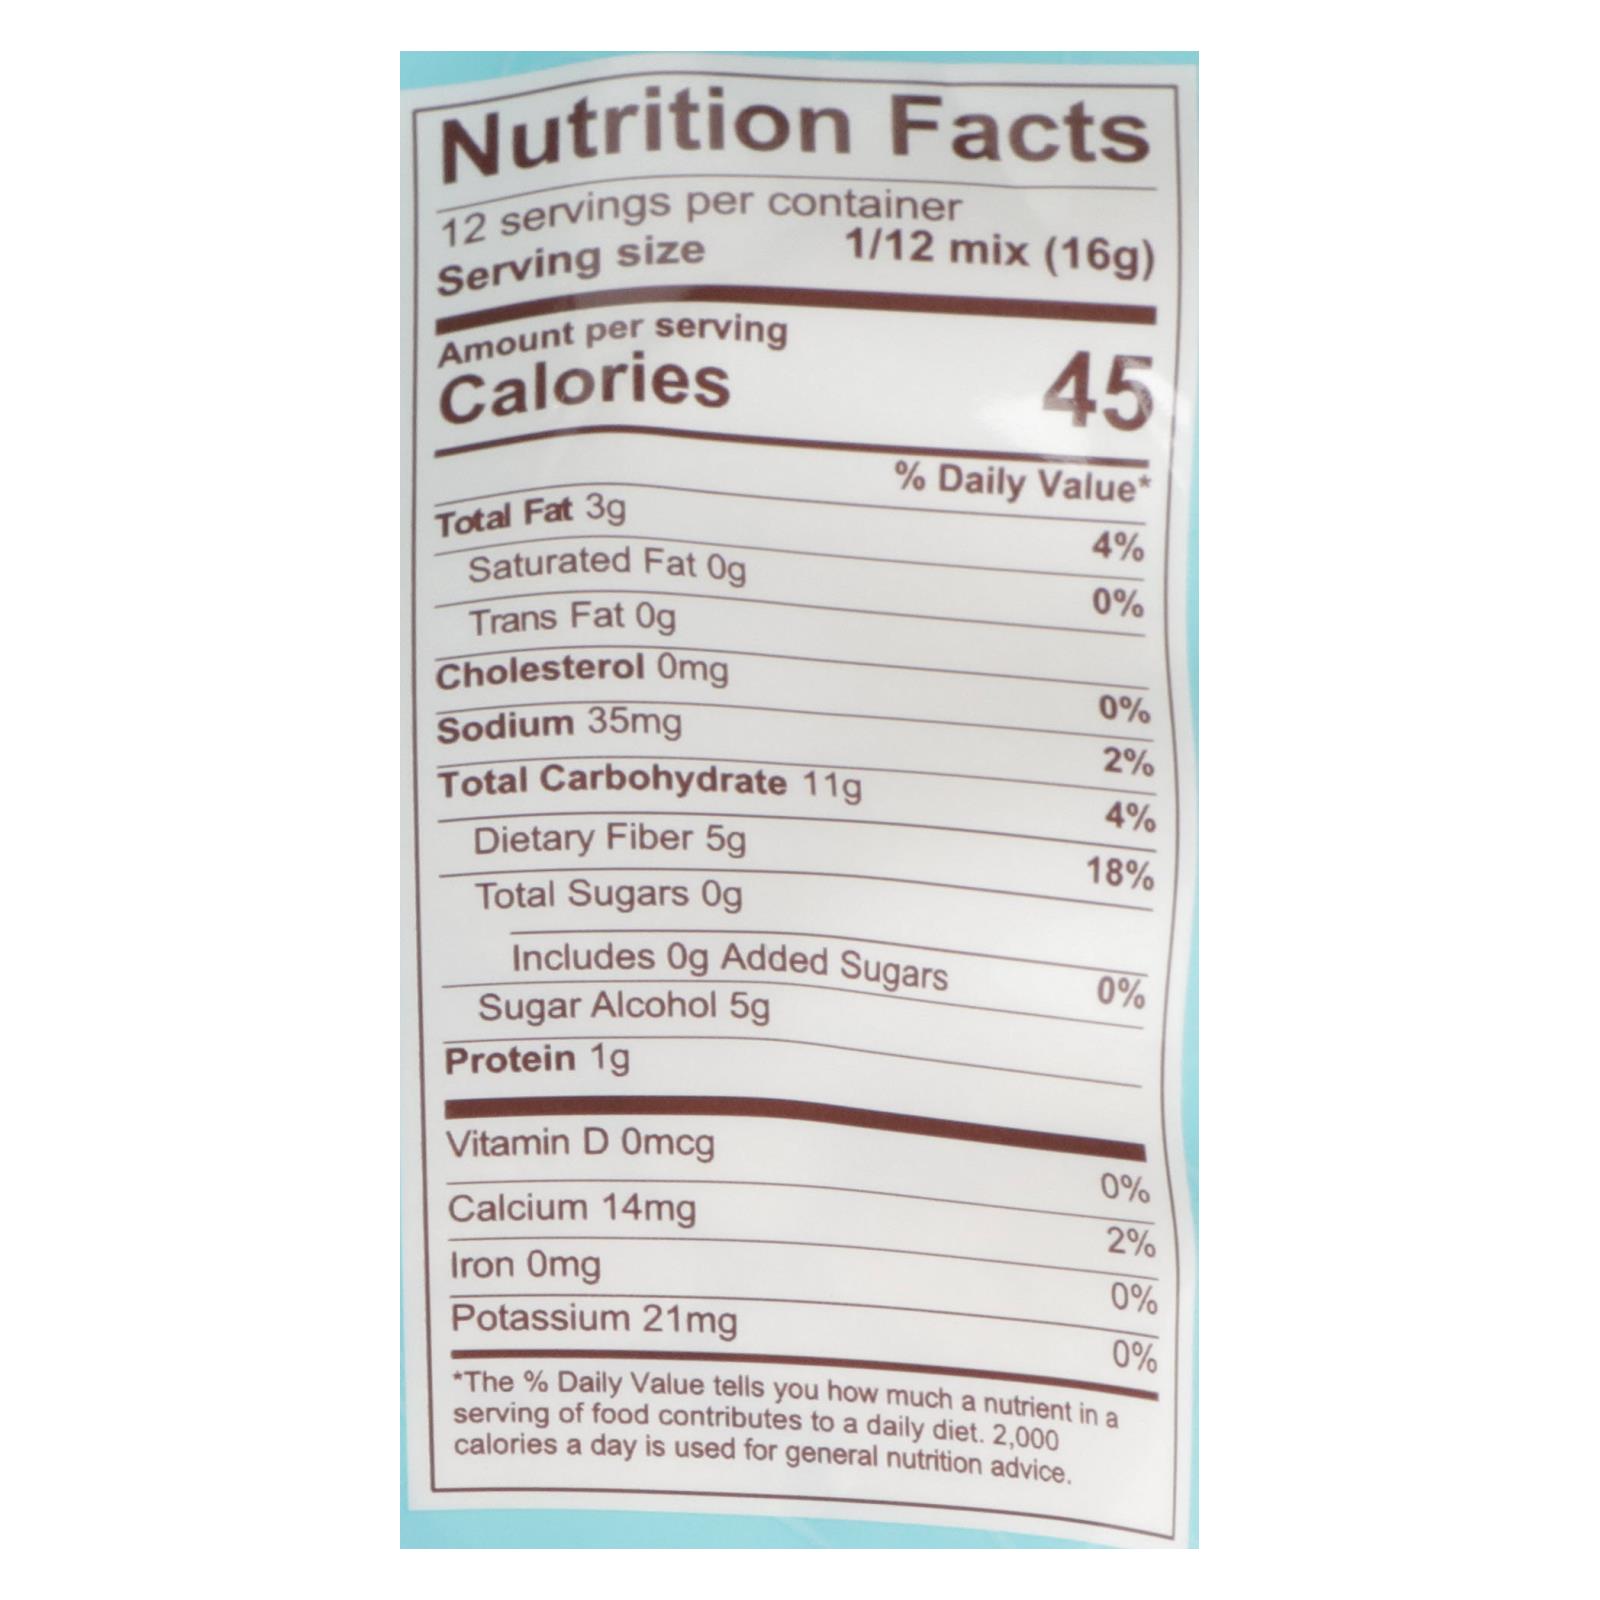 Nutrition Facts
12 servings per container
Serving size 1/12 mix (16g)
Amount per serving
Calories 45
% Daily Value*
Total Fat 3g 4%
Saturated Fat 0g 0%
Trans Fat 0g
Cholesterol 0mg 0%
Sodium 35mg 2%
Total Carbohydrate 11g 4%
Dietary Fiber 5g 18%
Total Sugars 0g
Includes 0g Added Sugars 0%
Sugar Alcohol 5g
Protein 1g
Vitamin D 0mcg 0%
Calcium 14mg 2%
Iron 0mg 0%
Potassium 21mg 0%
*The % Daily Value tells you how much a nutrient in a
serving of food contributes to a daily diet. 2,000
calories a day is used for general nutrition advice.